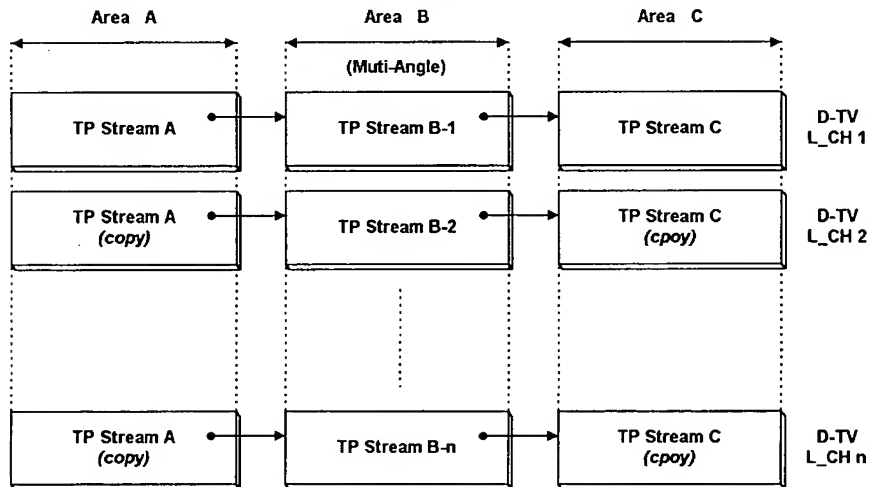 Area A
Area B
Area C
(Muti-Angle)
TP Stream A
TP Stream B-1
TP Stream C
D-TV
L_CH 1
TP Stream A
(copy)
TP Stream B-2
TP Stream C
(cpoy)
D-TV
L_CH 2
TP Stream A
(copy)
TP Stream B-n
TP Stream C
(cpoy)
D-TV
L_CH n